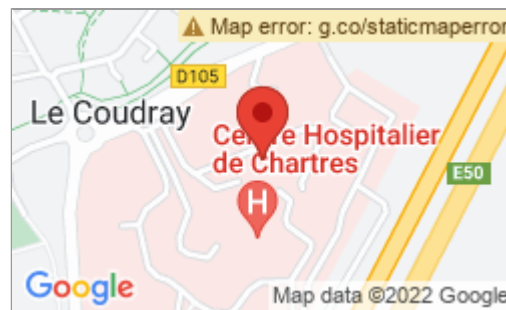 Map error: g.co/staticmaperror
D105
Le Coudray
Centre Hospitalier
de Chartres
E50
H
Google
Map data ©2022 Google